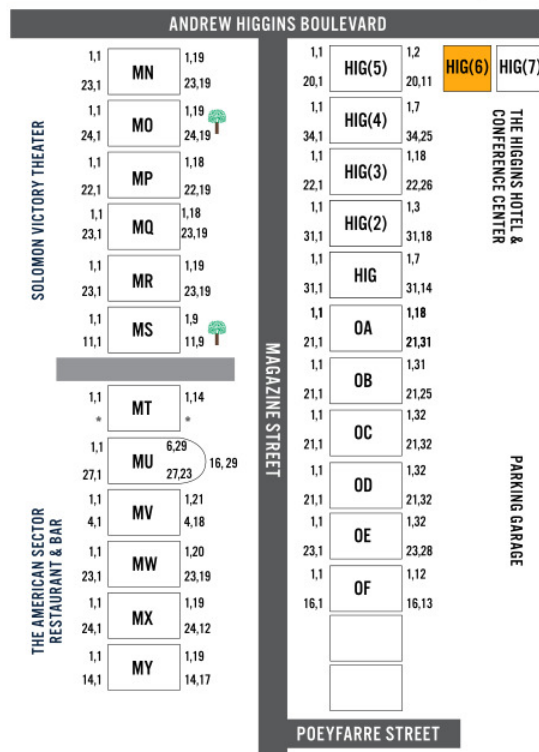 ANDREW HIGGINS BOULEVARD
1,1 MN 1,19
23,1 23,19
1,1 MO 1,19
24,1 24,19
1,1 MP 1,18
22,1 22,19
1,1 MQ 1,18
23,1 23,19
1,1 MR 1,19
23,1 23,19
1,1 MS 1,9
11,1 11,9
1,1 MT 1,14
* *
1,1 MU 6,29
27,1 27,23 16,29
1,1 MV 1,21
4,1 4,18
1,1 MW 1,20
23,1 23,19
1,1 MX 1,19
24,1 24,12
1,1 MY 1,19
14,1 14,17
SOLOMON VICTORY THEATER
THE AMERICAN SECTOR
RESTAURANT & BAR
MAGAZINE STREET
1,1 HIG(5) 1,2
20,1 20,11
HIG(6) HIG(7)
1,1 HIG(4) 1,7
34,1 34,25
1,1 HIG(3) 1,18
22,1 22,26
1,1 HIG(2) 1,3
31,1 31,18
1,1 HIG 1,7
31,1 31,14
1,1 OA 1,18
21,1 21,31
1,1 OB 1,31
21,1 21,25
1,1 OC 1,32
21,1 21,32
1,1 OD 1,32
21,1 21,32
1,1 OE 1,32
23,1 23,28
1,1 OF 1,12
16,1 16,13
THE HIGGINS HOTEL &
CONFERENCE CENTER
PARKING GARAGE
POEYFARRE STREET